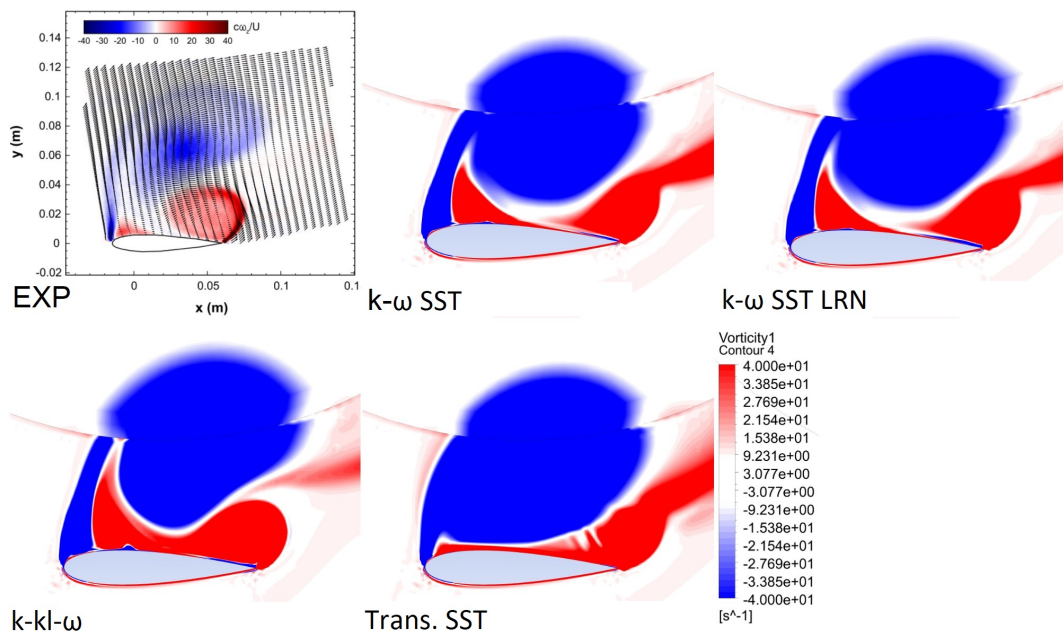 0.14
0.12
0.1
0.08
0.06
0.04
0.02
0
-0.02
y (m)
cω_z/U
-40 -30 -20 -10 0 10 20 30 40
0 0.05 0.1 0.1
x (m)
EXP
k-ω SST
k-ω SST LRN
k-kl-ω
Trans. SST
Vorticity1
Contour 4
4.000e+01
3.385e+01
2.769e+01
2.154e+01
1.538e+01
9.231e+00
3.077e+00
-3.077e+00
-9.231e+00
-1.538e+01
-2.154e+01
-2.769e+01
-3.385e+01
-4.000e+01
[s^-1]